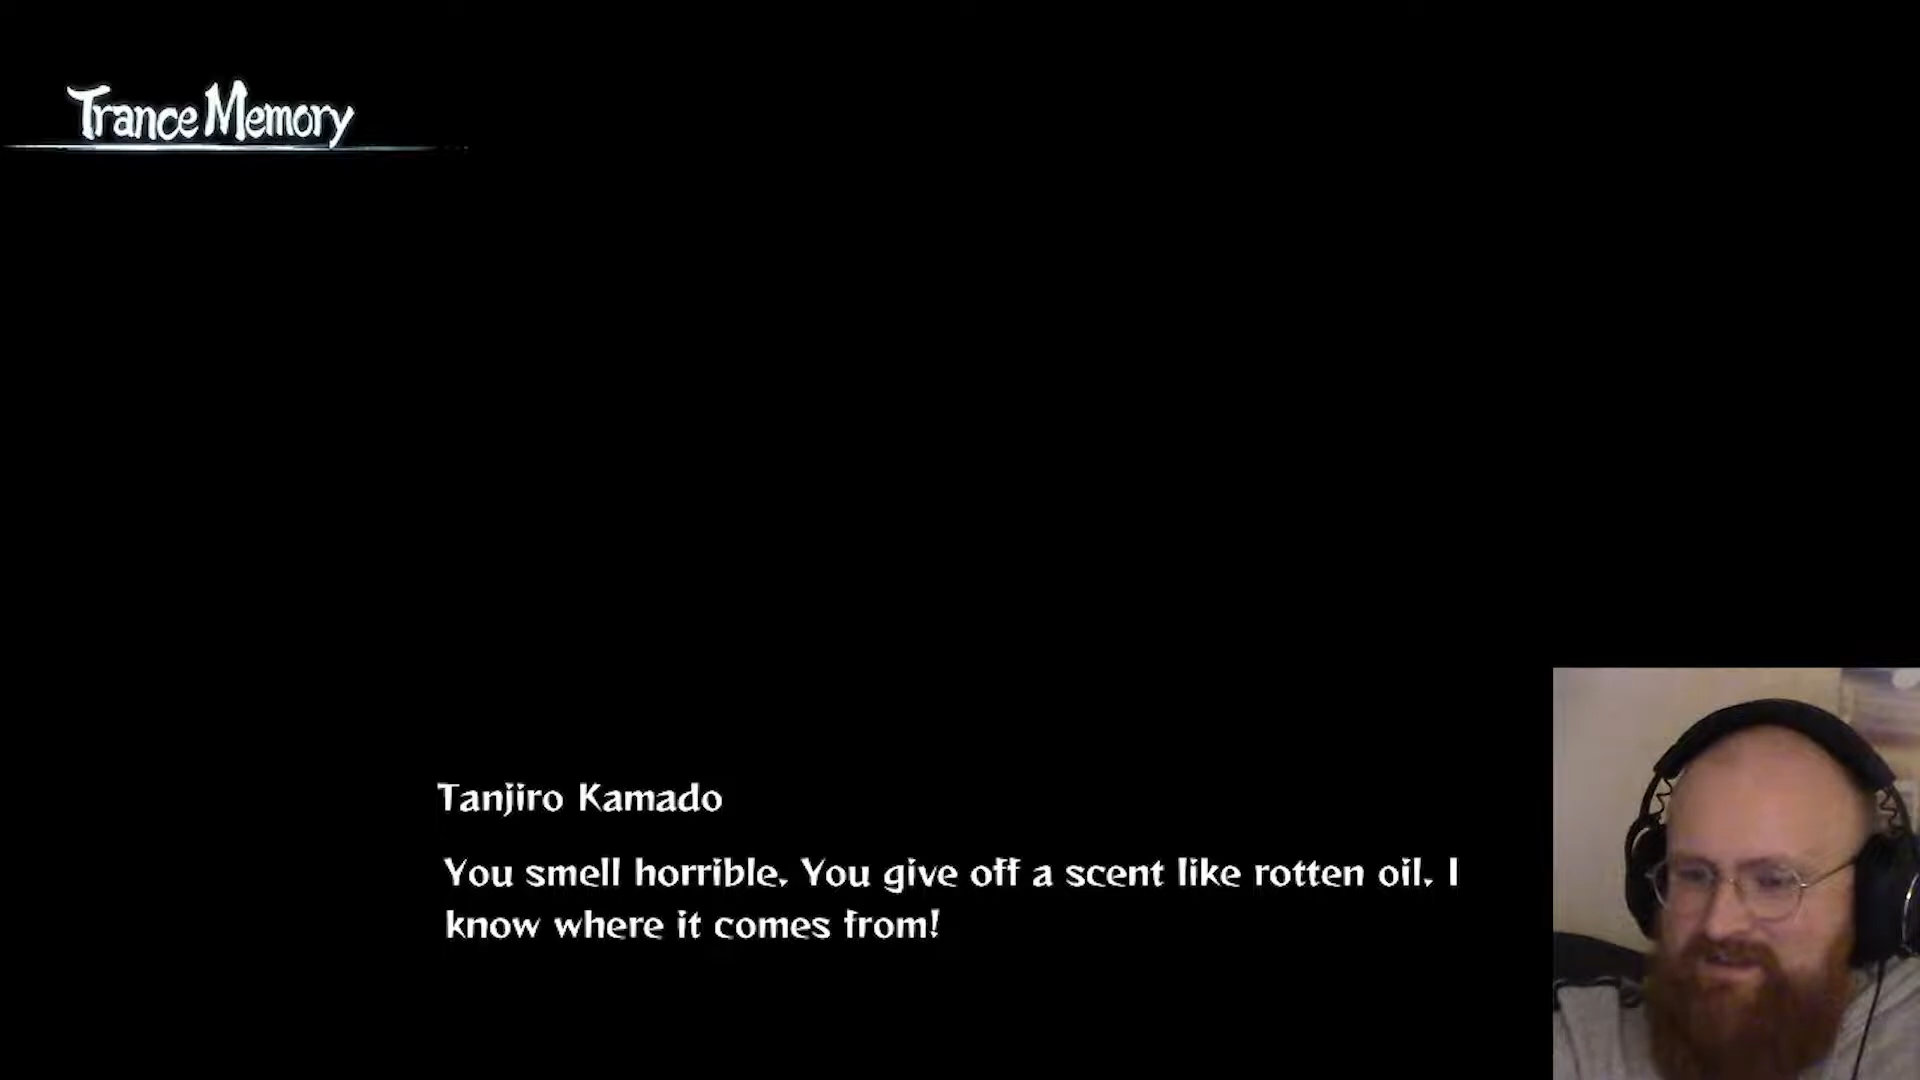 Trance Memory
Tanjiro Kamado
You smell horrible. You give off a scent like rotten oil. I
know where it comes from!